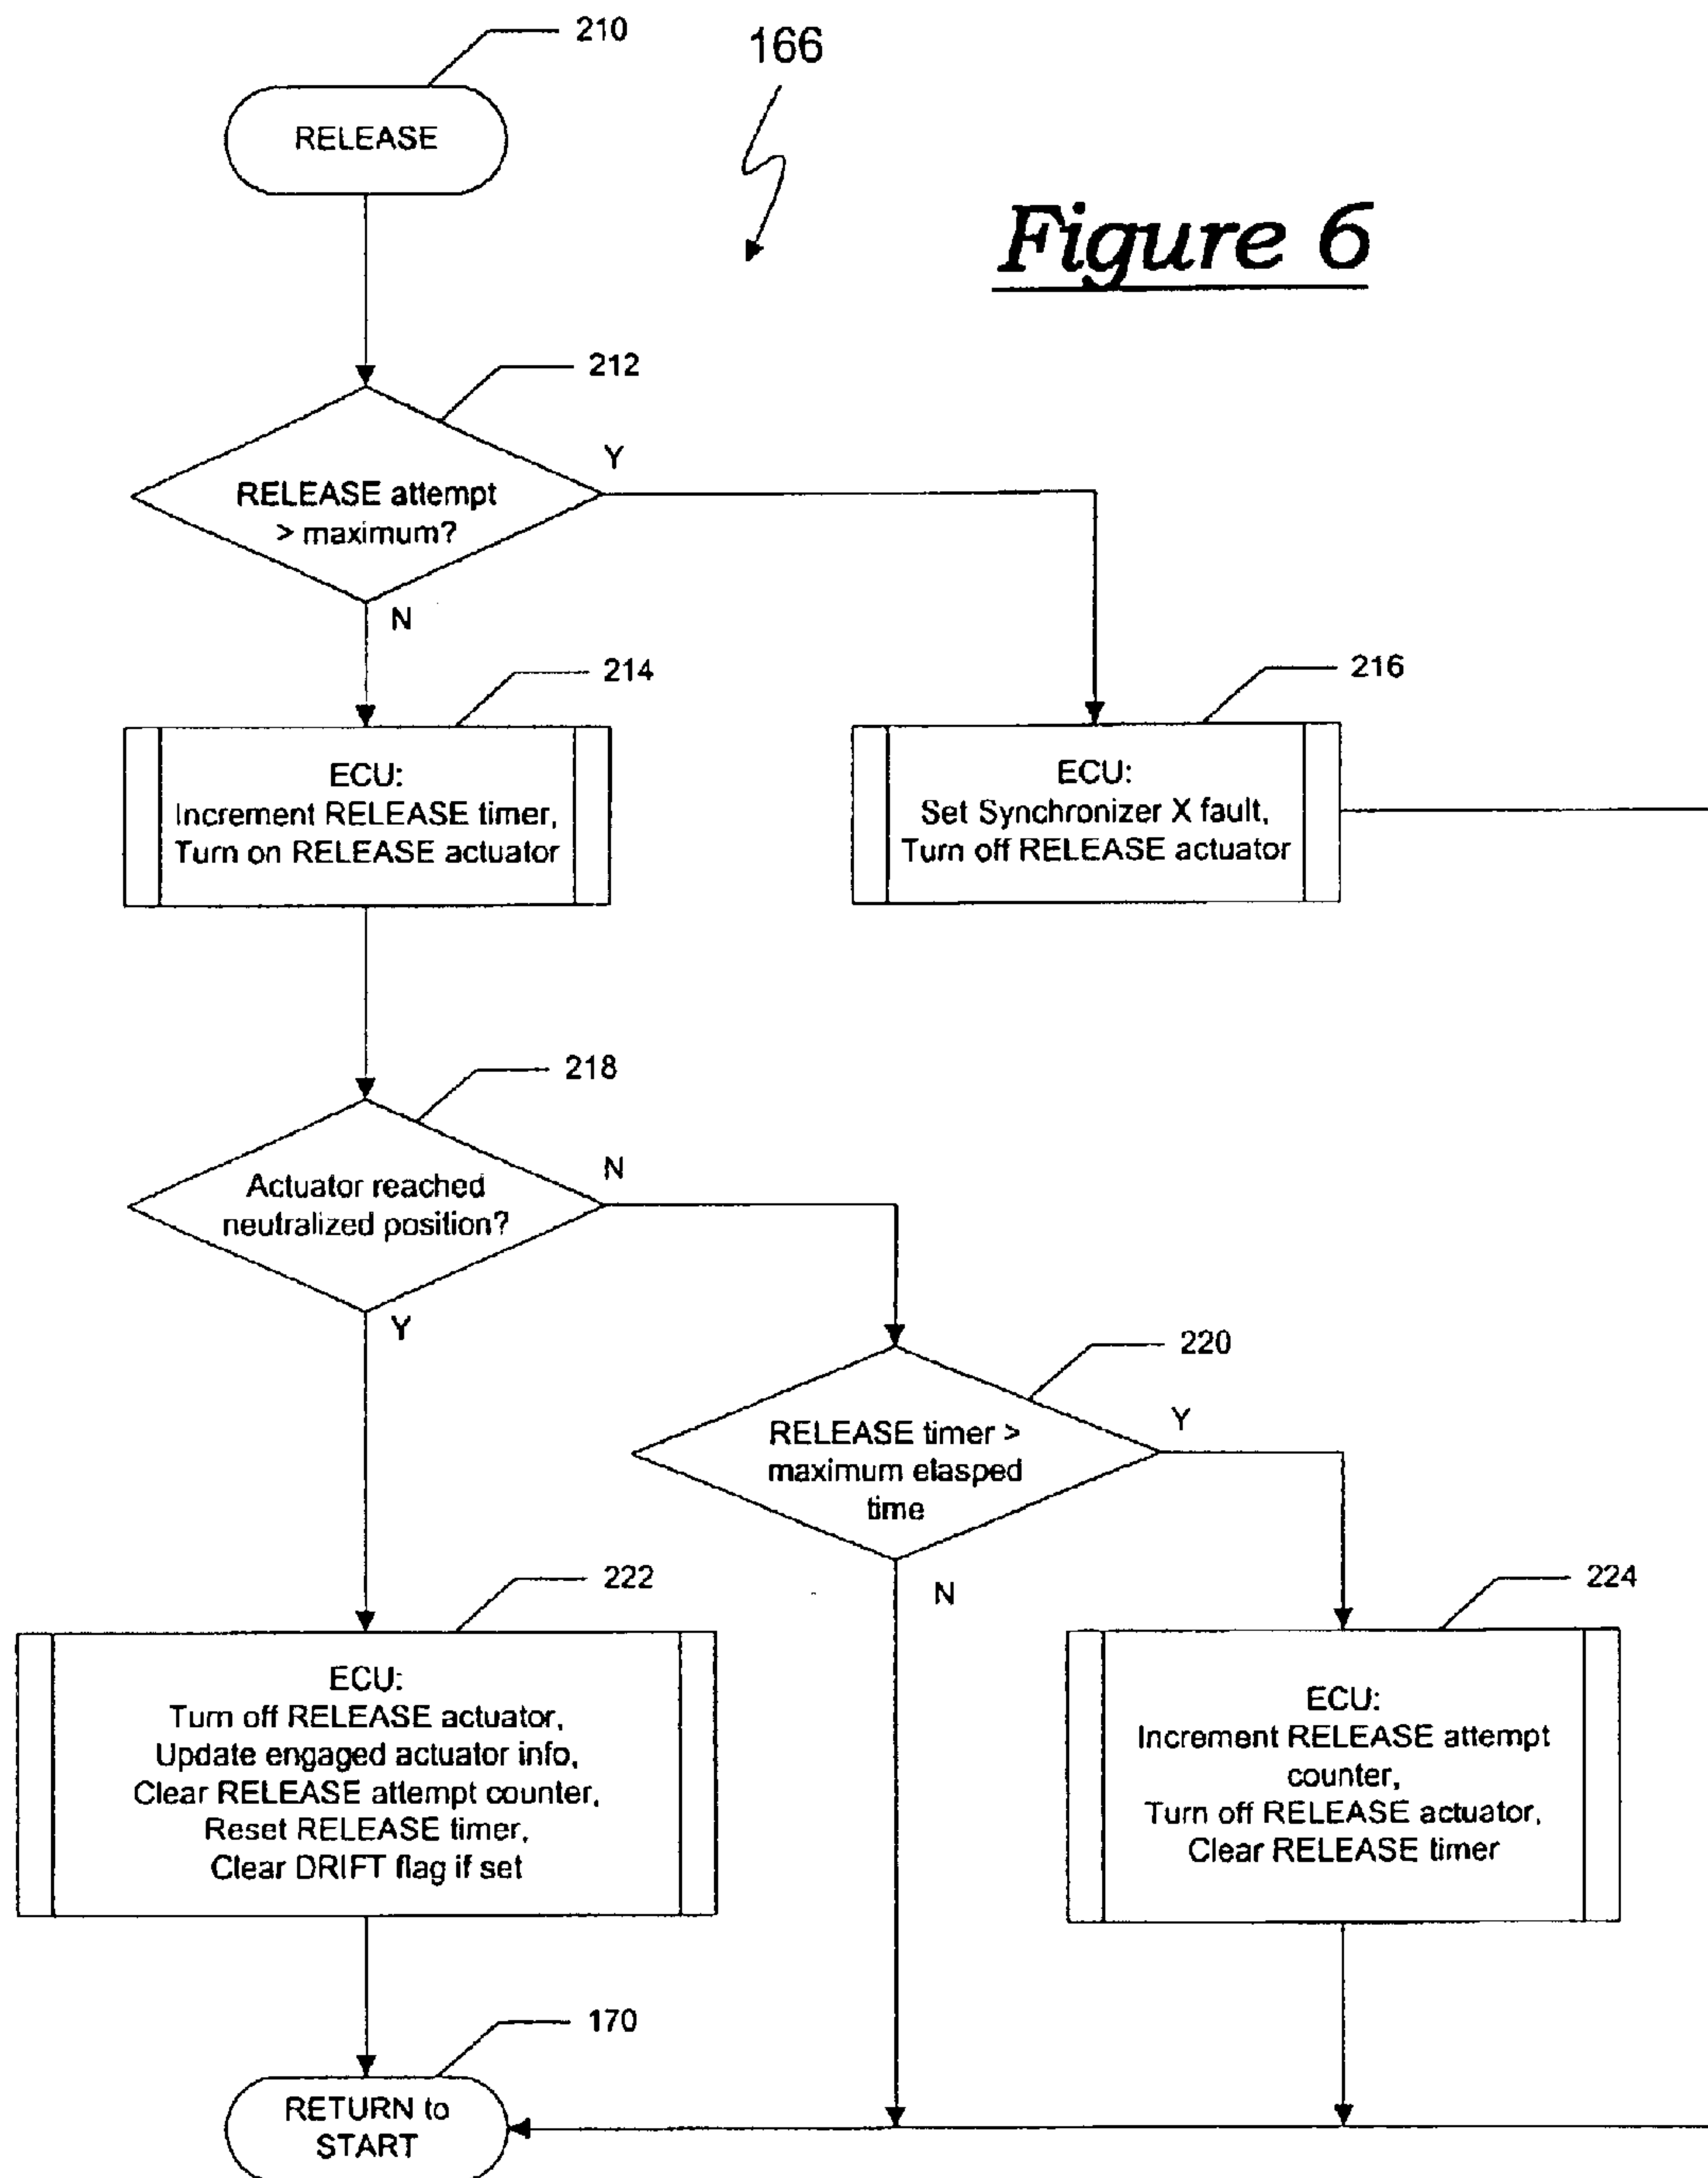 210
166
RELEASE
Figure 6
212
Y
RELEASE attempt
> maximum?
N
214
216
ECU:
Increment RELEASE timer,
Turn on RELEASE actuator
ECU:
Set Synchronizer X fault,
Turn off RELEASE actuator
218
N
Actuator reached
neutralized position?
Y
220
Y
RELEASE timer >
maximum elasped
time
N
222
224
ECU:
Turn off RELEASE actuator,
Update engaged actuator info,
Clear RELEASE attempt counter,
Reset RELEASE timer,
Clear DRIFT flag if set
ECU:
Increment RELEASE attempt
counter,
Turn off RELEASE actuator,
Clear RELEASE timer
170
RETURN to
START